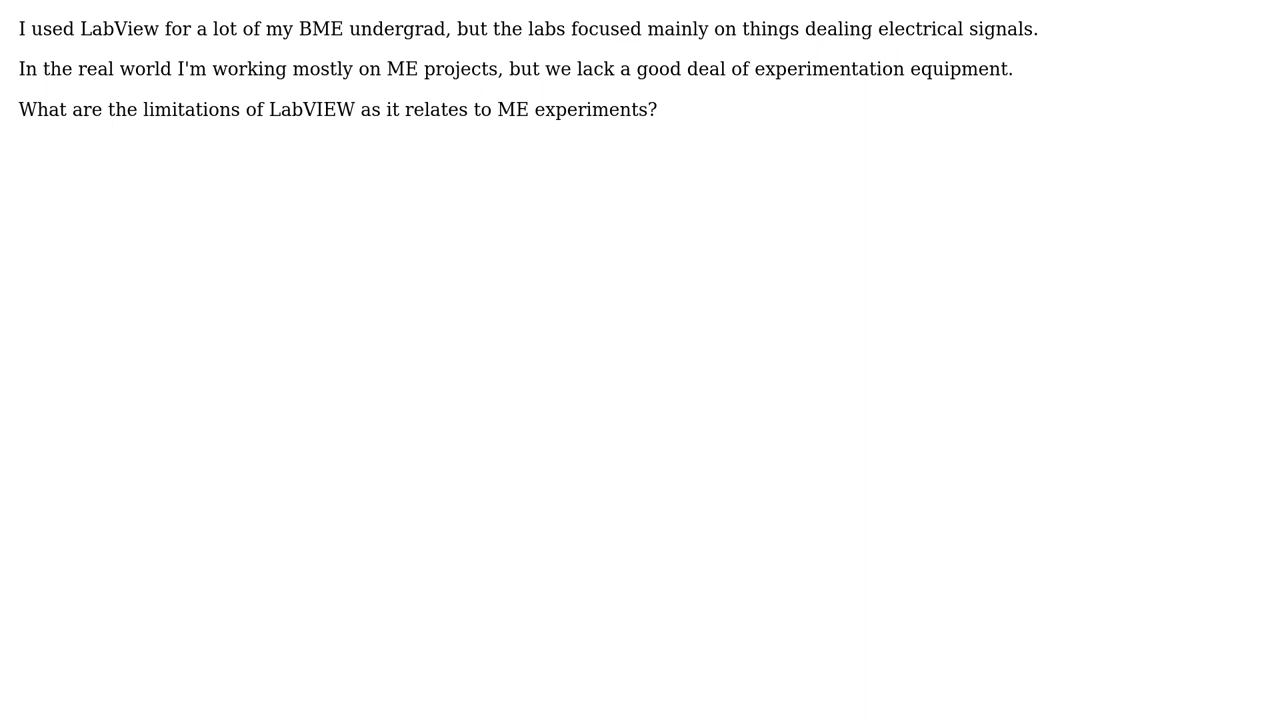 I used LabView for a lot of my BME undergrad, but the labs focused mainly on things dealing electrical signals.
In the real world I'm working mostly on ME projects, but we lack a good deal of experimentation equipment.
What are the limitations of LabVIEW as it relates to ME experiments?